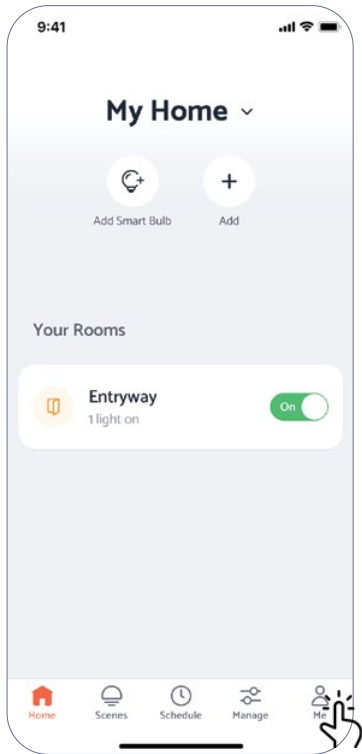 9:41
My Home
Add Smart Bulb Add
Your Rooms
Entryway
1 light on
On
Home Scenes Schedule Manage Me